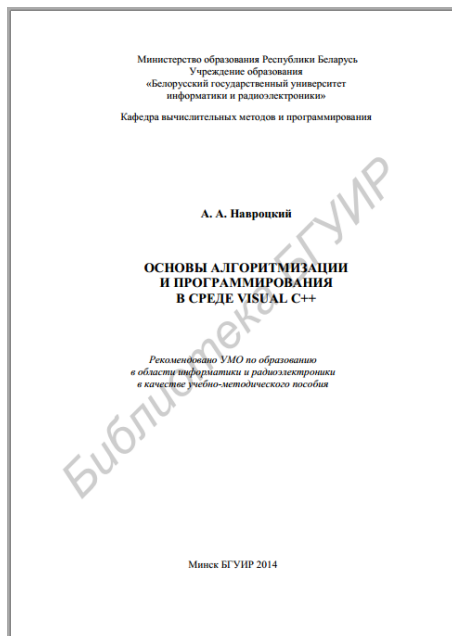 Министерство образования Республики Беларусь
Учреждение образования
«Белорусский государственный университет
информатики и радиоэлектроники»
Кафедра вычислительных методов и программирования
А. А. Навроцкий
ОСНОВЫ АЛГОРИТМИЗАЦИИ
И ПРОГРАММИРОВАНИЯ
В СРЕДЕ VISUAL C++
Рекомендовано УМО по образованию
в области информатики и радиоэлектроники
в качестве учебно-методического пособия
Минск БГУИР 2014
Библиотека БГУИР